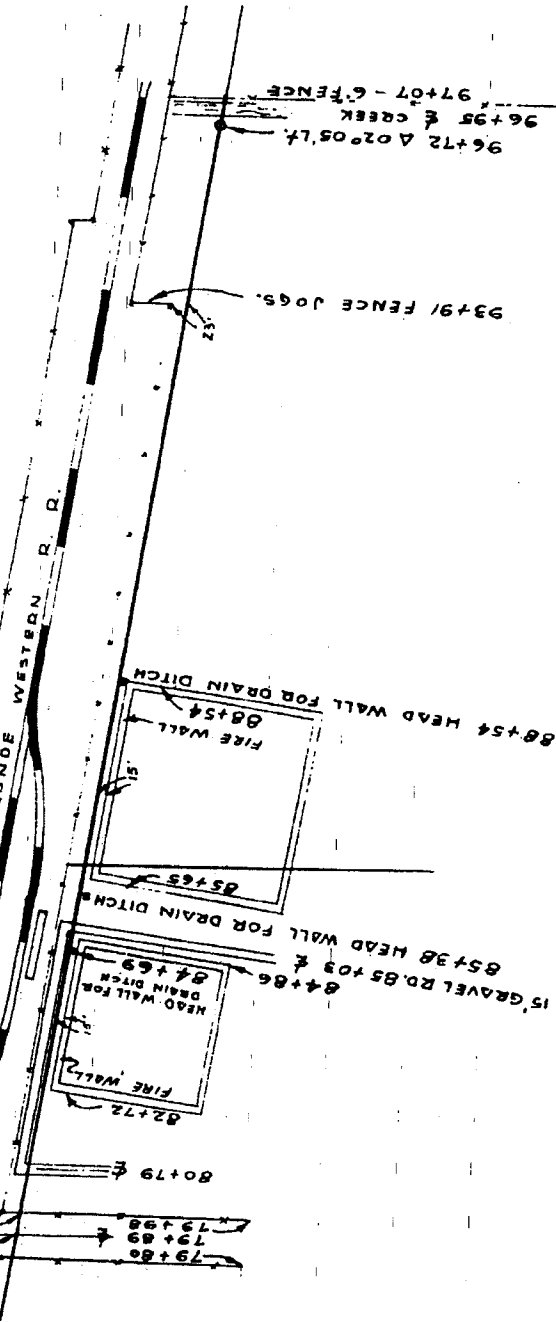 79+80
79+89 ℄
79+98
80+79 ℄
82+72
FIRE WALL
15'
HEAD WALL FOR
DRAIN DITCH
84+69
84+86
15' GRAVEL RD. 85+03 ℄
85+38 HEAD WALL FOR DRAIN DITCH
85+65
15'
FIRE WALL
88+54
88+54 HEAD WALL FOR DRAIN DITCH
WESTERN R. R.
23'
93+91 FENCE JOGS.
96+72 Δ 02°05' Lt.
96+95 ℄ CREEK
97+07 - 6' FENCE